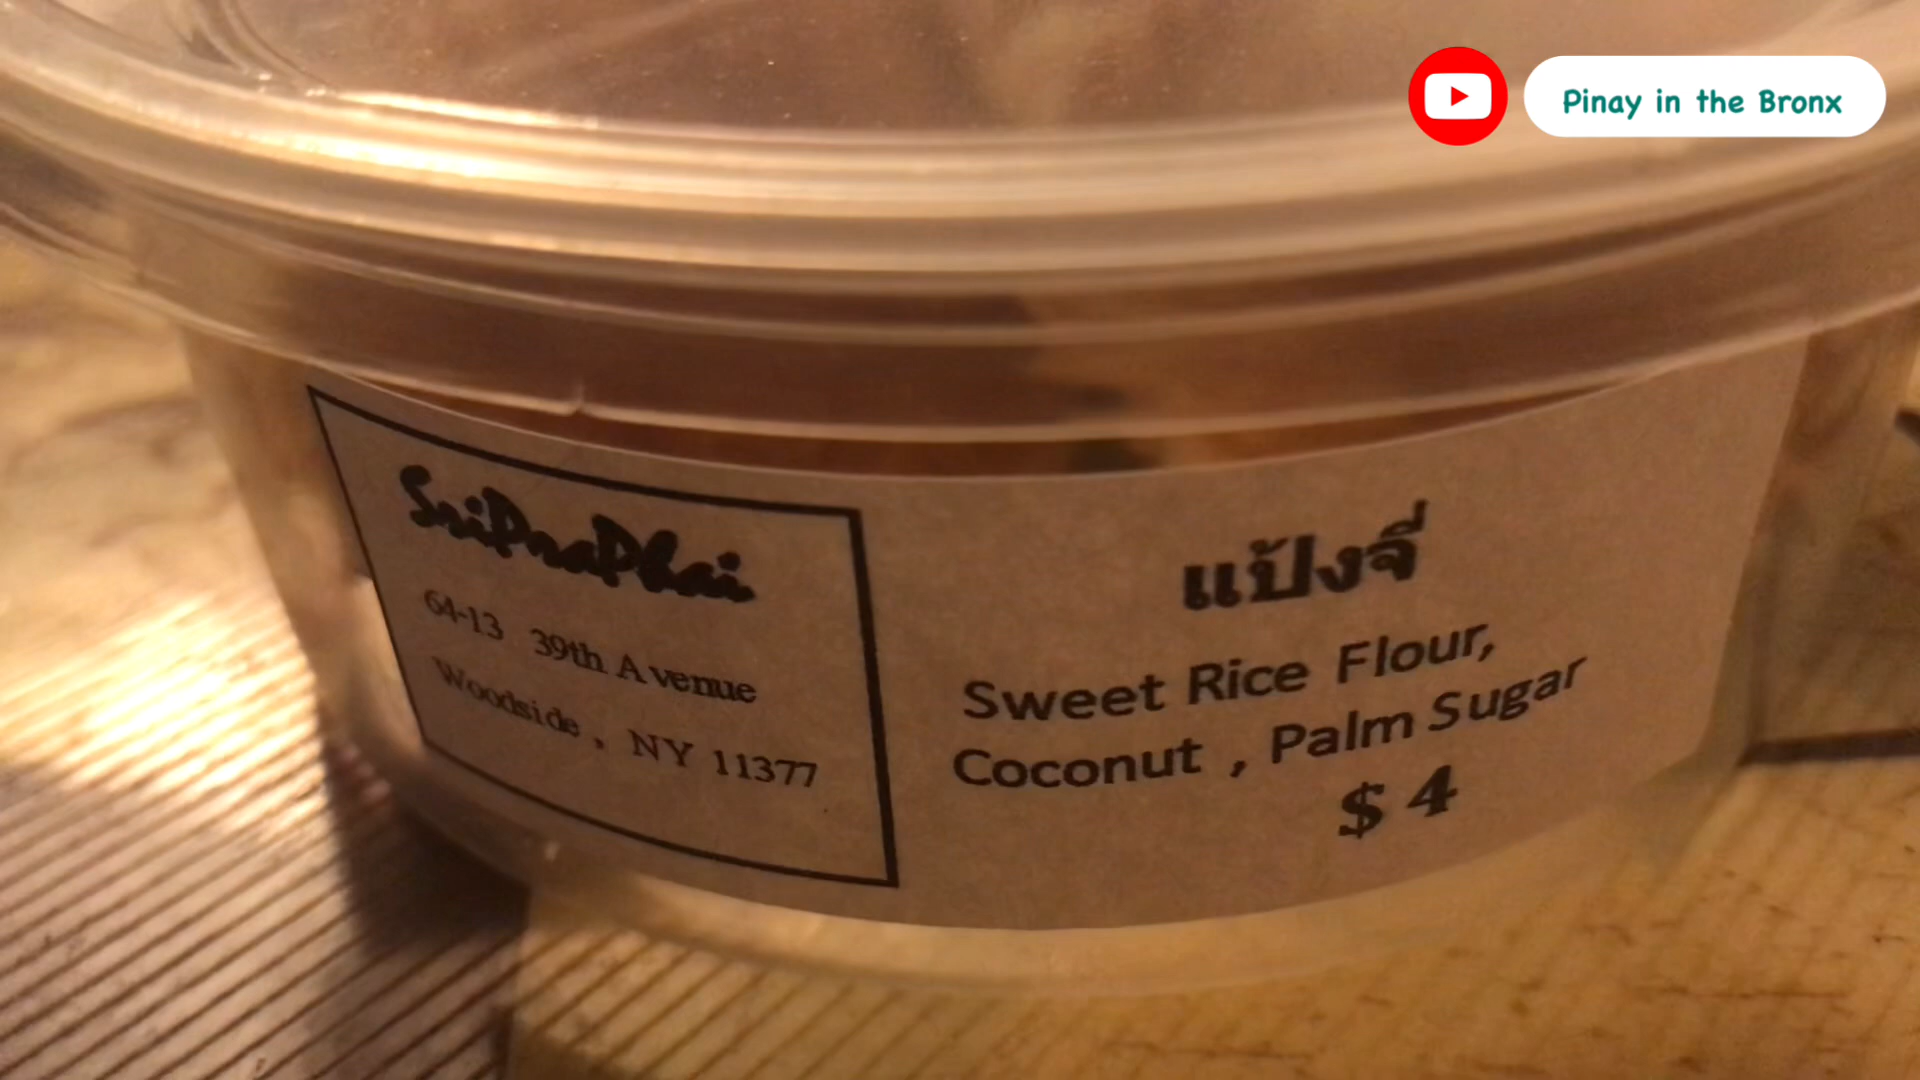 Pinay in the Bronx
SriPraPhai
64-13 39th Avenue
Woodside , NY 11377
แป้งจี่
Sweet Rice Flour,
Coconut , Palm Sugar
$ 4